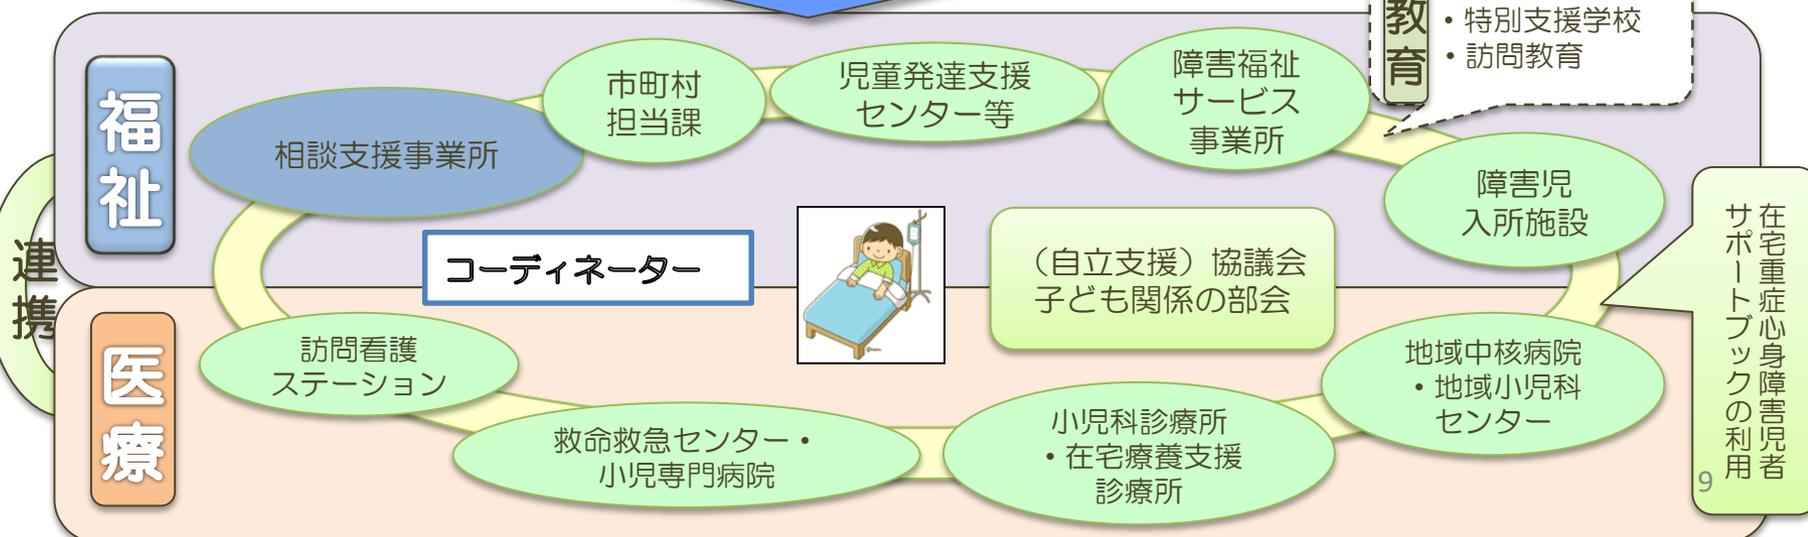 教育
・特別支援学校
・訪問教育
福祉
相談支援事業所
市町村
担当課
児童発達支援
センター等
障害福祉
サービス
事業所
障害児
入所施設
コーディネーター
（自立支援）協議会
子ども関係の部会
在宅重症心身障害児者
サポートブックの利用
連携
医療
訪問看護
ステーション
救命救急センター・
小児専門病院
小児科診療所
・在宅療養支援
診療所
地域中核病院
・地域小児科
センター
9